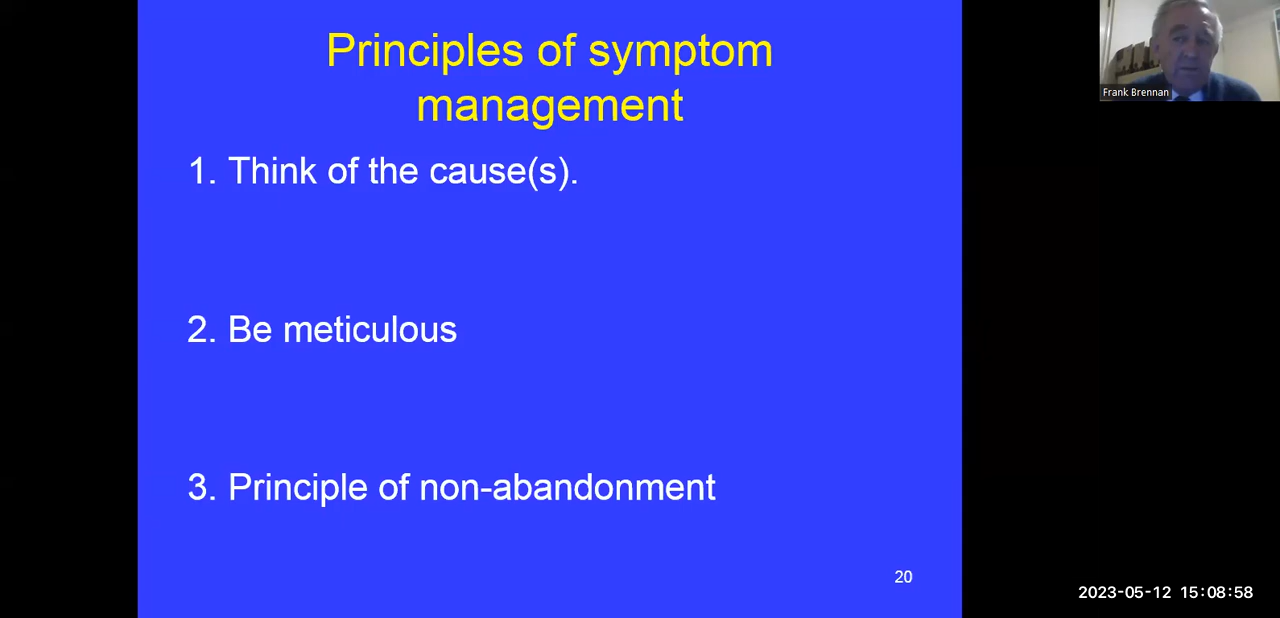 Principles of symptom
management
1. Think of the cause(s).
2. Be meticulous
3. Principle of non-abandonment
20
Frank Brennan
2023-05-12 15:08:58